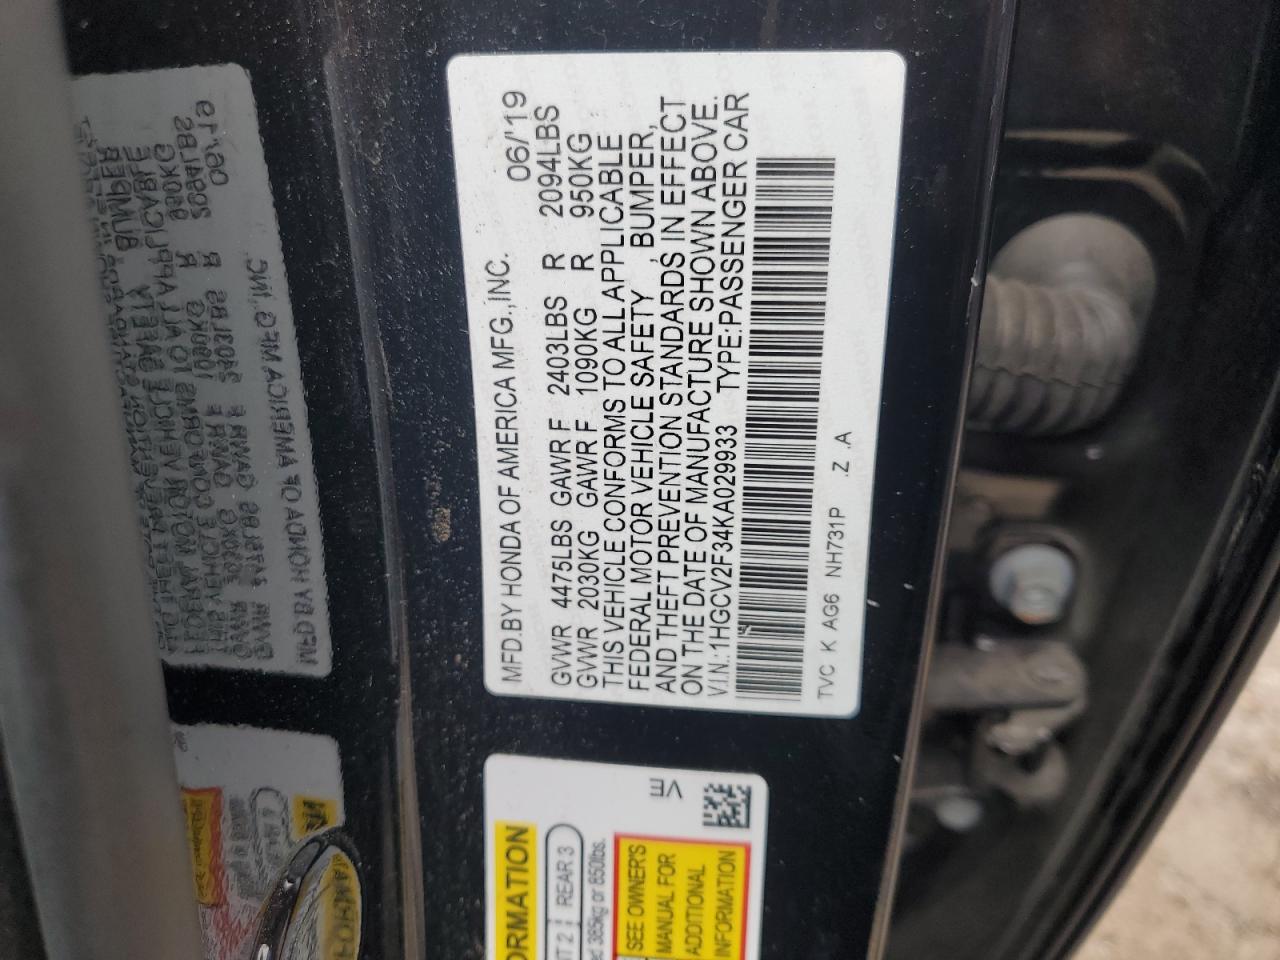 MFD.BY HONDA OF AMERICA MFG.,INC. 06/'19
GVWR 4475LBS GAWR F 2403LBS R 2094LBS
GVWR 2030KG GAWR F 1090KG R 950KG
THIS VEHICLE CONFORMS TO ALL APPLICABLE
FEDERAL MOTOR VEHICLE SAFETY , BUMPER,
AND THEFT PREVENTION STANDARDS IN EFFECT
ON THE DATE OF MANUFACTURE SHOWN ABOVE.
V.I.N.:1HGCV2F34KA029933 TYPE:PASSENGER CAR
TVC K AG6 NH731P .Z .A
VE
ORMATION
REAR 3
385kg or 850lbs.
SEE OWNER'S
MANUAL FOR
ADDITIONAL
INFORMATION